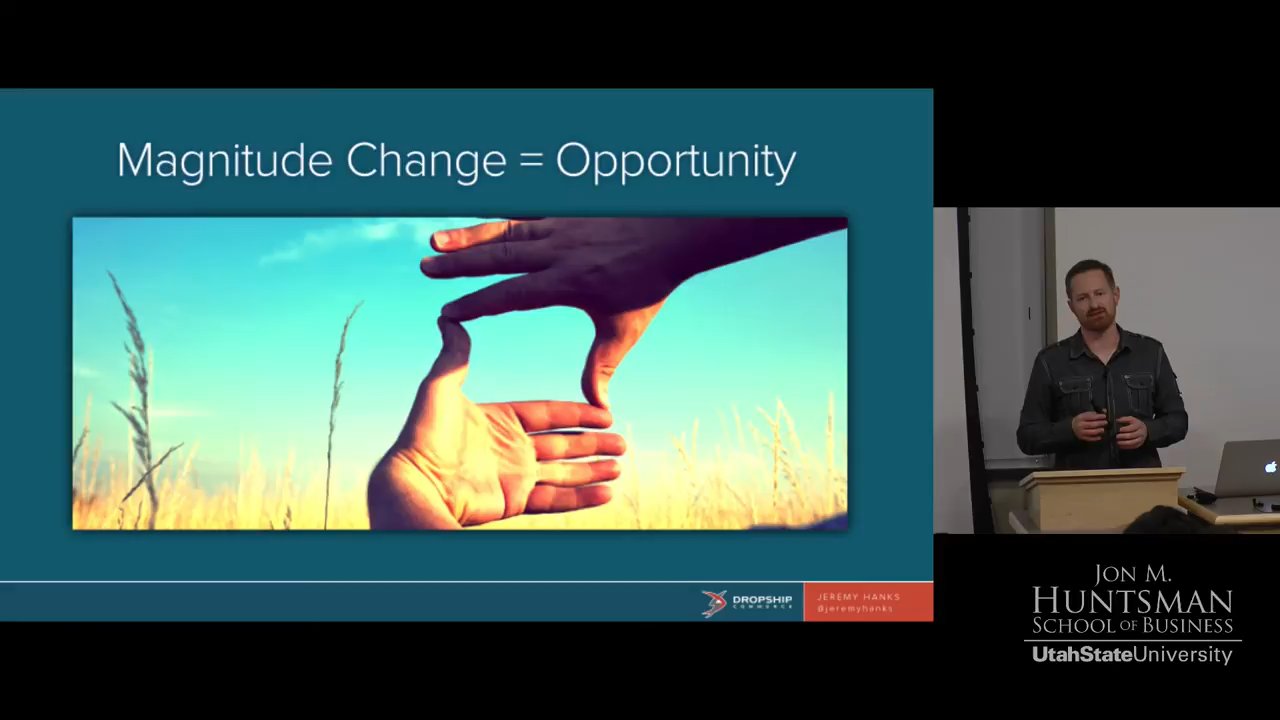 Magnitude Change = Opportunity
DROPSHIP
COMMERCE
JEREMY HANKS
@jeremyhanks
JON M.
HUNTSMAN
SCHOOL OF BUSINESS
UtahStateUniversity